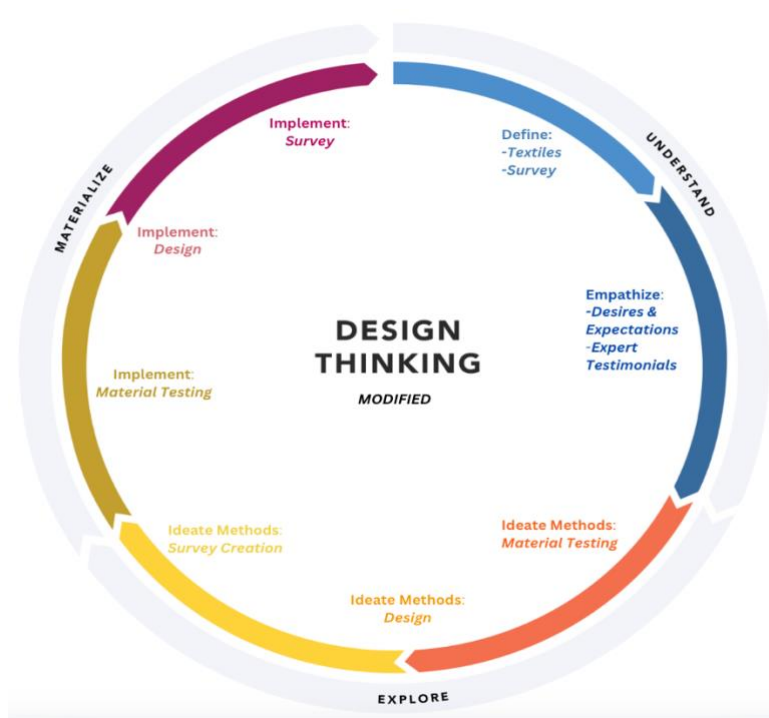 Implement:
Survey
Define:
-Textiles
-Survey
UNDERSTAND
MATERIALIZE
Implement:
Design
Empathize:
-Desires &
Expectations
-Expert
Testimonials
DESIGN
THINKING
MODIFIED
Implement:
Material Testing
Ideate Methods:
Survey Creation
Ideate Methods:
Material Testing
Ideate Methods:
Design
EXPLORE